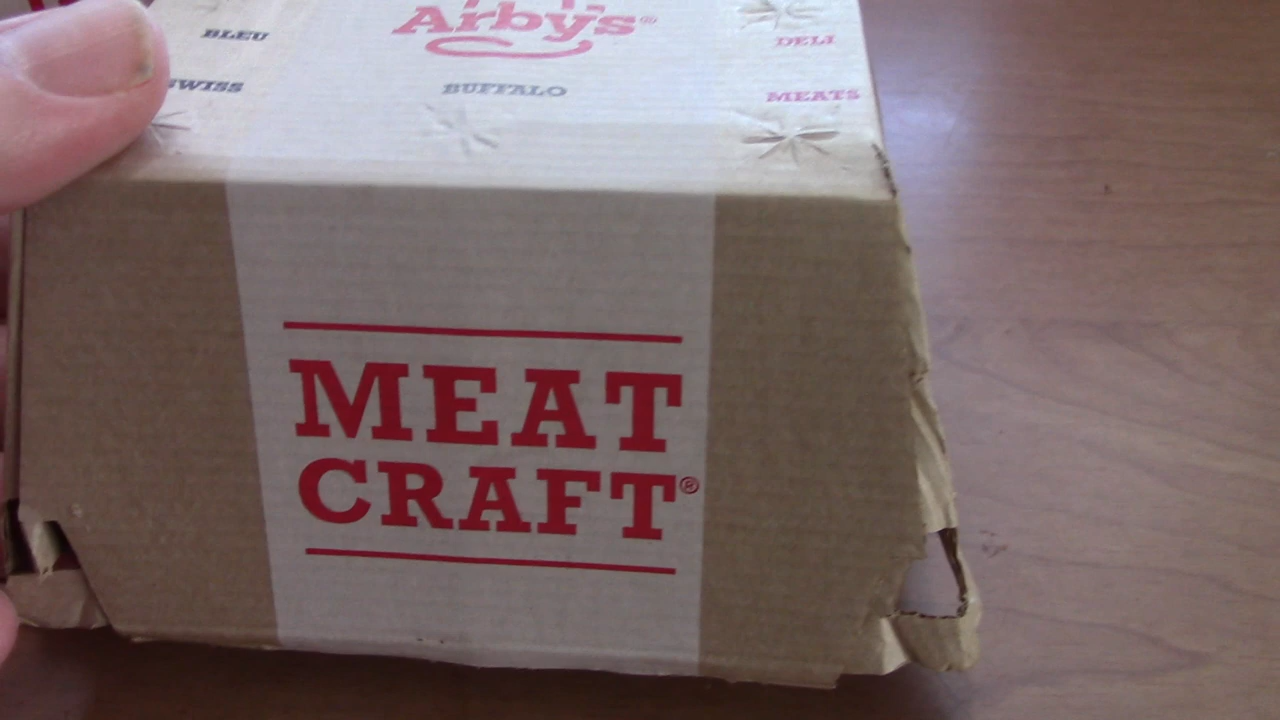 Arby's®
BLEU
DELI
SWISS
BUFFALO
MEATS
MEAT
CRAFT®